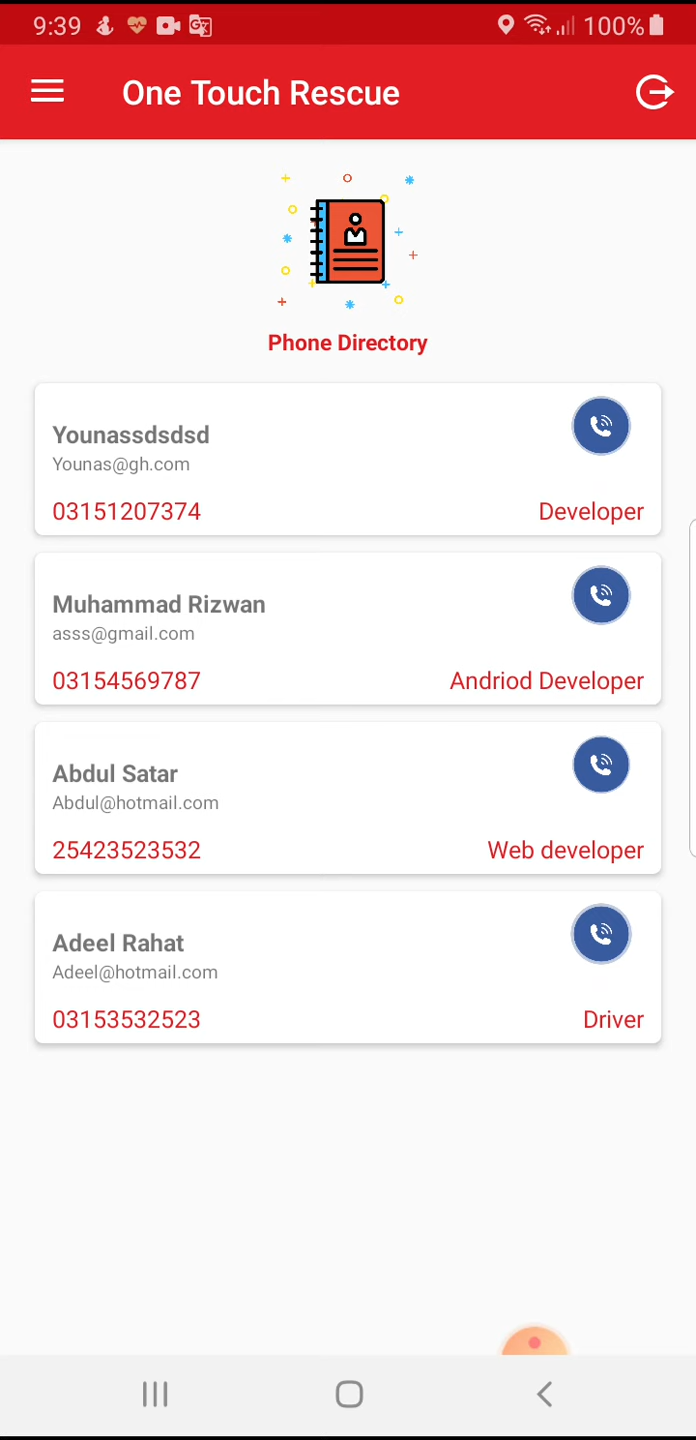 9:39 100%
One Touch Rescue
Phone Directory
Younassdsdsd
Younas@gh.com
03151207374 Developer
Muhammad Rizwan
asss@gmail.com
03154569787 Andriod Developer
Abdul Satar
Abdul@hotmail.com
25423523532 Web developer
Adeel Rahat
Adeel@hotmail.com
03153532523 Driver